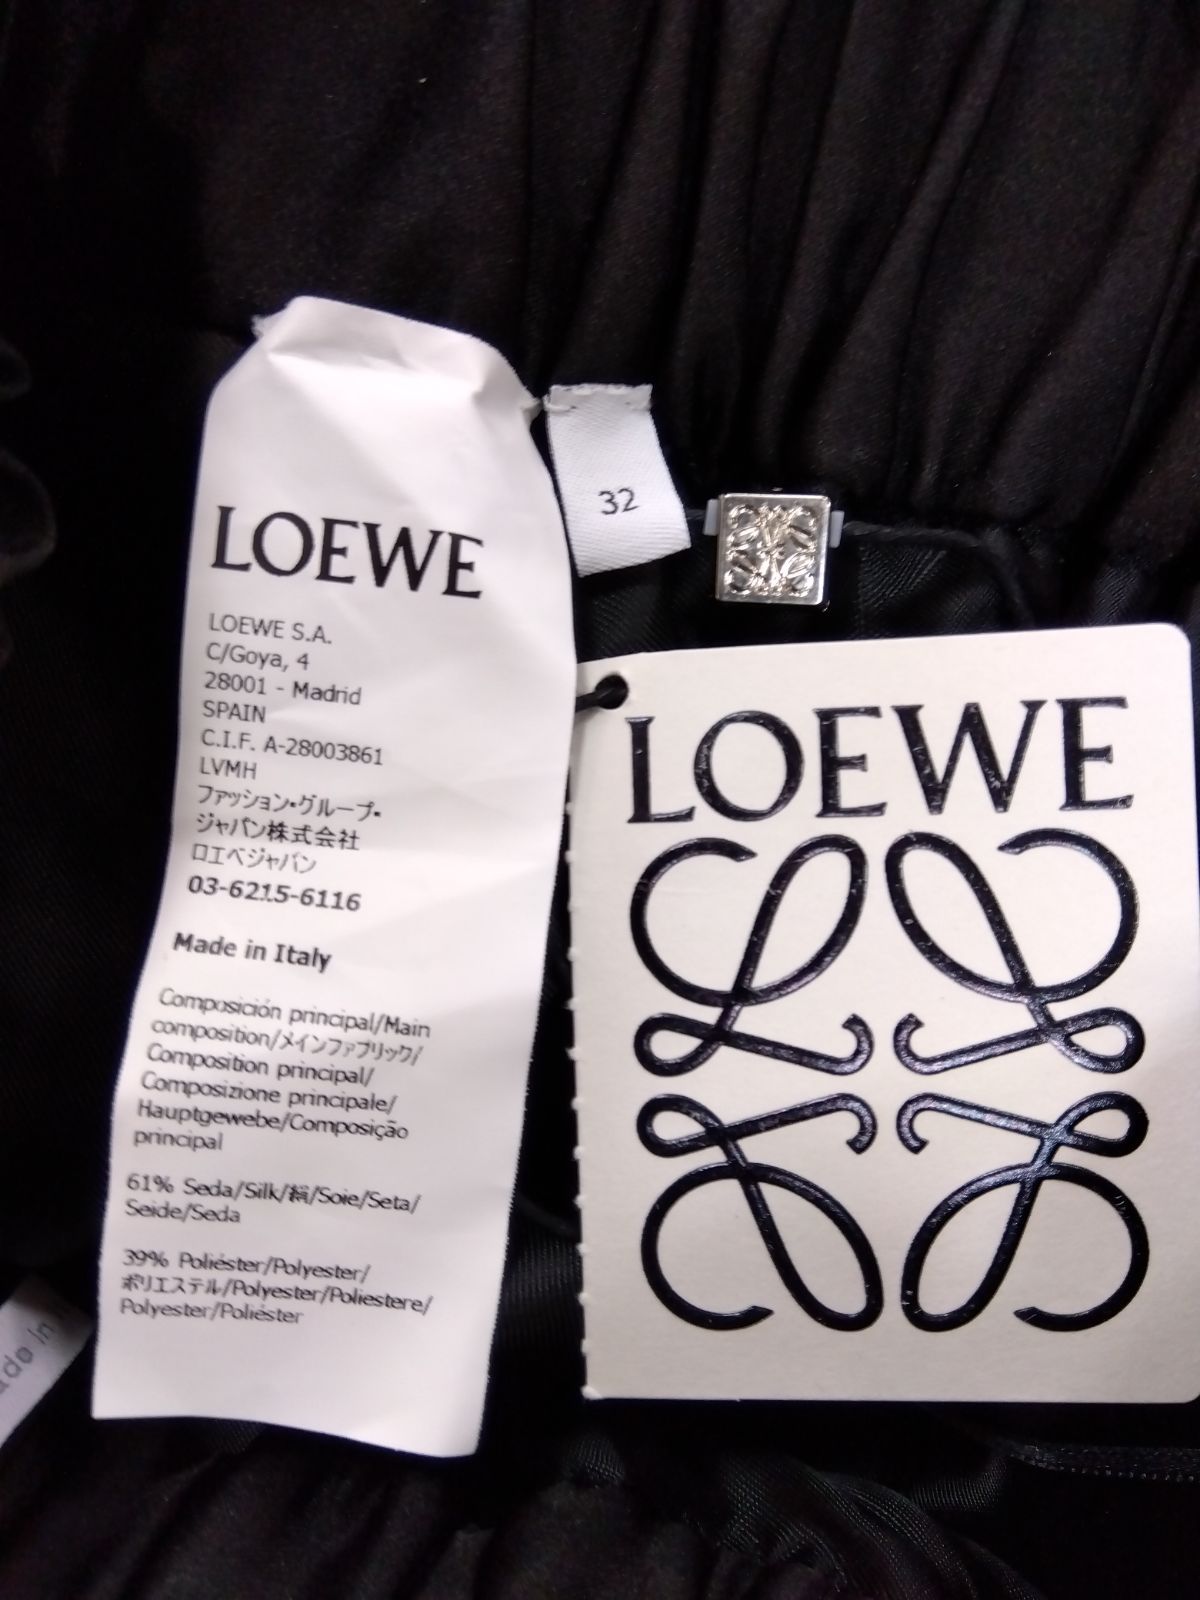 LOEWE
LOEWE S.A.
C/Goya, 4
28001 - Madrid
SPAIN
C.I.F. A-28003861
LVMH
ファッション・グループ・
ジャパン株式会社
ロエベジャパン
03-6215-6116
Made in Italy
Composición principal/Main
composition/メインファブリック/
Composition principal/
Composizione principale/
Hauptgewebe/Composição
principal
61% Seda/Silk/絹/Soie/Seta/
Seide/Seda
39% Poliéster/Polyester/
ポリエステル/Polyester/Poliestere/
Polyester/Poliéster
32
LOEWE